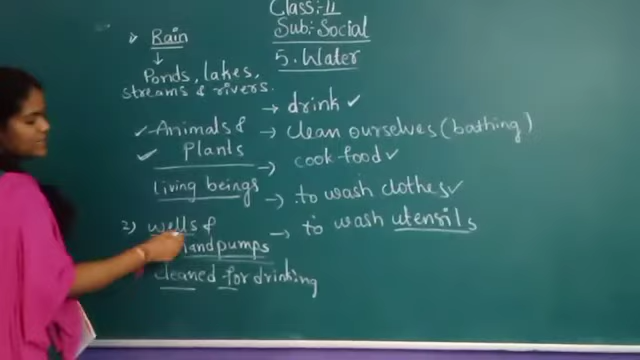 Class: II
Sub: Social
5. Water
Rain
↓
Ponds, lakes,
streams & rivers.
→ drink ✓
✓ Animals &
✓ Plants
→ clean ourselves (bathing)
→ cook food ✓
Living beings
→ to wash clothes ✓
→ to wash utensils
2) wells &
handpumps
cleaned for drinking